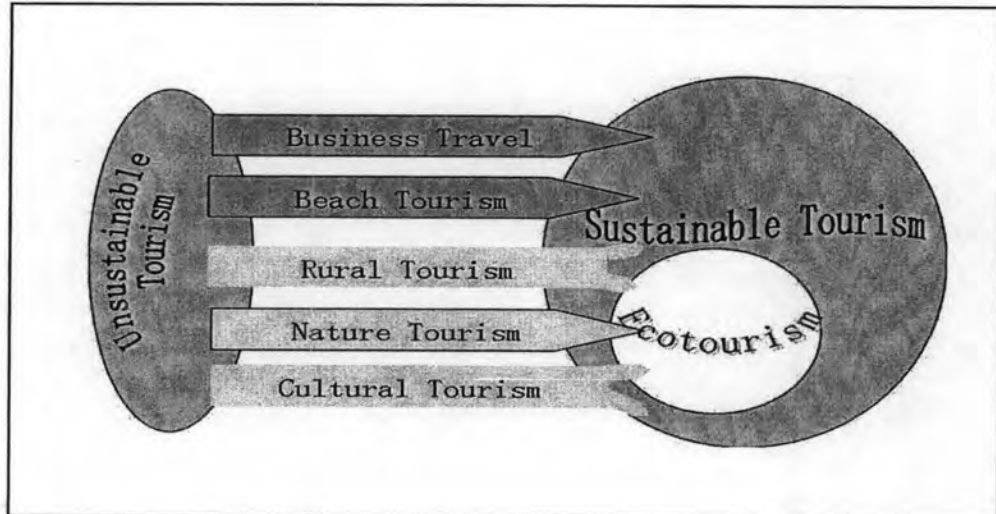 Unsustainable
Tourism
Business Travel
Beach Tourism
Rural Tourism
Nature Tourism
Cultural Tourism
Sustainable Tourism
Ecotourism